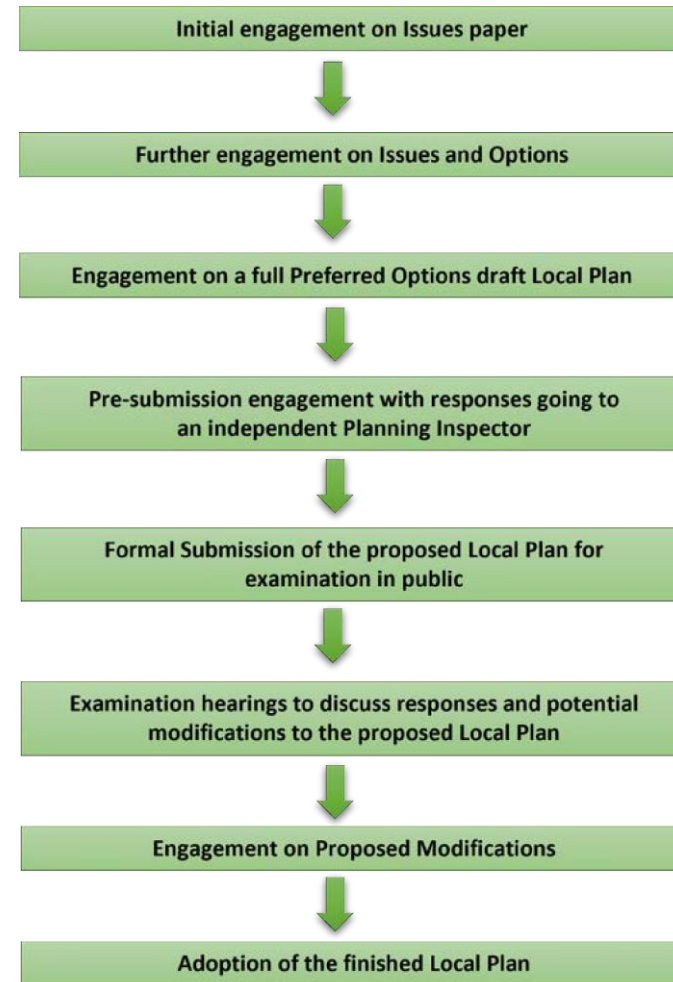 Initial engagement on Issues paper
Further engagement on Issues and Options
Engagement on a full Preferred Options draft Local Plan
Pre-submission engagement with responses going to
an independent Planning Inspector
Formal Submission of the proposed Local Plan for
examination in public
Examination hearings to discuss responses and potential
modifications to the proposed Local Plan
Engagement on Proposed Modifications
Adoption of the finished Local Plan